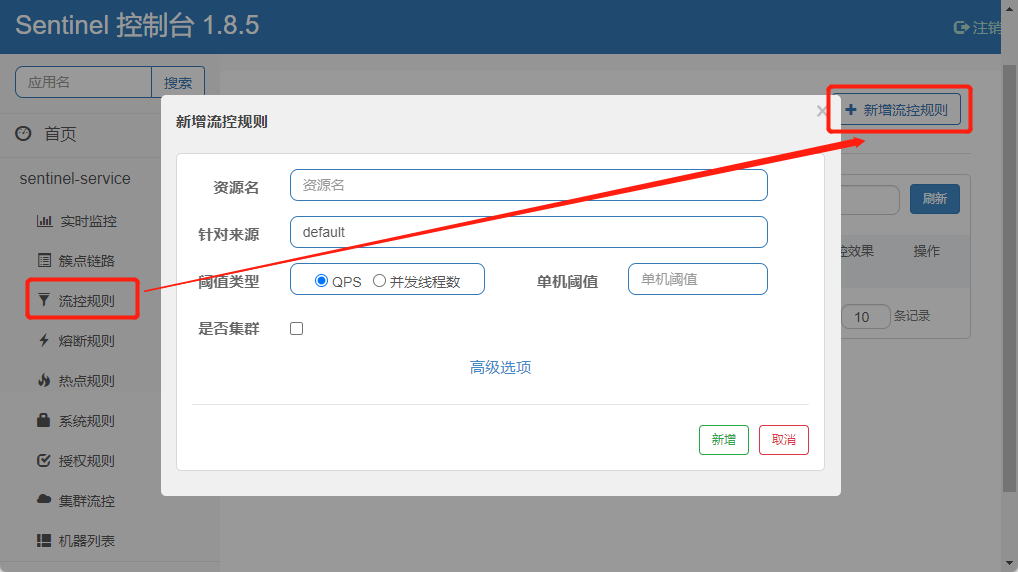 Sentinel 控制台 1.8.5
注销
应用名
搜索
首页
sentinel-service
实时监控
簇点链路
流控规则
熔断规则
热点规则
系统规则
授权规则
集群流控
机器列表
新增流控规则
×
资源名
资源名
针对来源
default
阈值类型
QPS
并发线程数
单机阈值
单机阈值
是否集群
高级选项
新增
取消
新增流控规则
刷新
控效果
操作
10
条记录